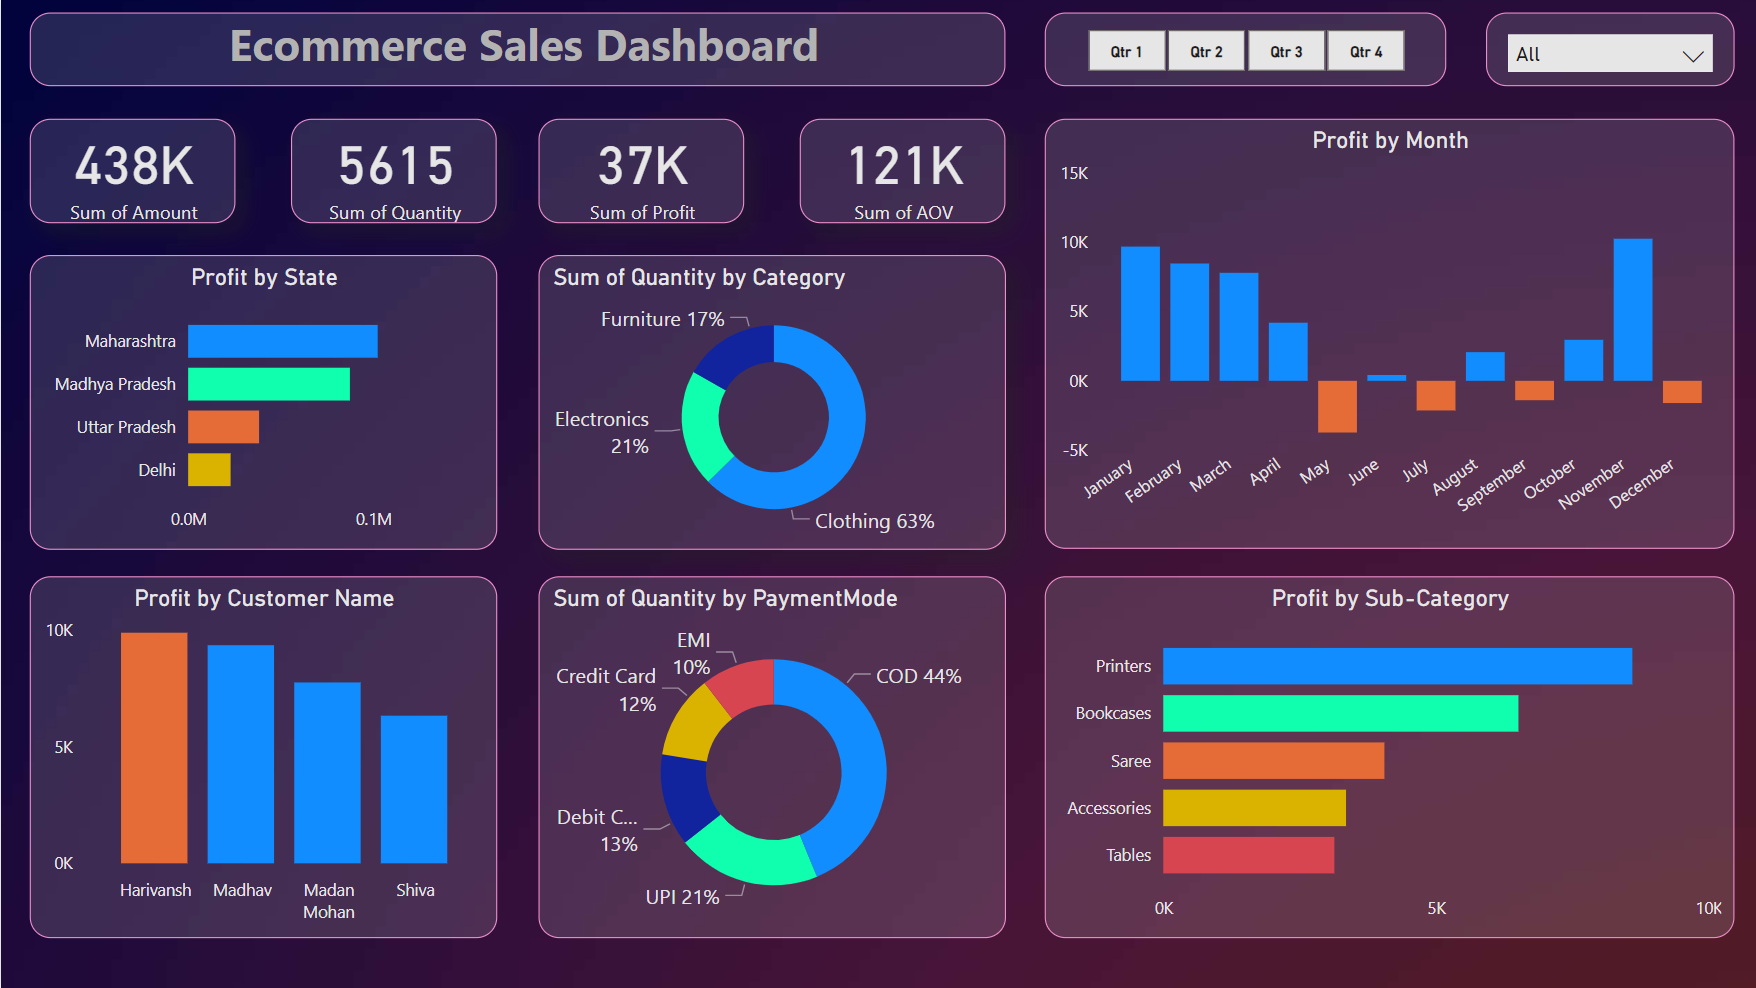 Ecommerce Sales Dashboard
Qtr 1
Qtr 2
Qtr 3
Qtr 4
All
438K
Sum of Amount
5615
Sum of Quantity
37K
Sum of Profit
121K
Sum of AOV
Profit by State
Maharashtra
Madhya Pradesh
Uttar Pradesh
Delhi
0.0M
0.1M
Sum of Quantity by Category
Furniture 17%
Electronics
21%
Clothing 63%
Profit by Month
15K
10K
5K
0K
-5K
January
February
March
April
May
June
July
August
September
October
November
December
Profit by Customer Name
10K
5K
0K
Harivansh
Madhav
Madan
Mohan
Shiva
Sum of Quantity by PaymentMode
EMI
10%
Credit Card
12%
COD 44%
Debit C...
13%
UPI 21%
Profit by Sub-Category
Printers
Bookcases
Saree
Accessories
Tables
0K
5K
10K